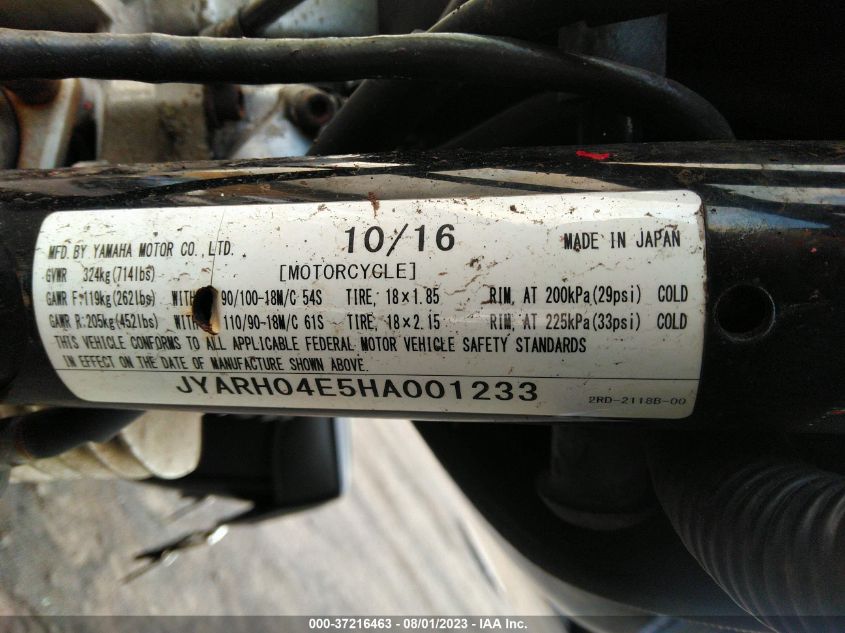 MFD. BY YAMAHA MOTOR CO., LTD. 10/16 MADE IN JAPAN
GVWR 324kg(714lbs) [MOTORCYCLE]
GAWR F:119kg(262lbs) WITH 90/100-18M/C 54S TIRE, 18×1.85 RIM, AT 200kPa(29psi) COLD
GAWR R:205kg(452lbs) WITH 110/90-18M/C 61S TIRE, 18×2.15 RIM, AT 225kPa(33psi) COLD
THIS VEHICLE CONFORMS TO ALL APPLICABLE FEDERAL MOTOR VEHICLE SAFETY STANDARDS
IN EFFECT ON THE DATE OF MANUFACTURE SHOWN ABOVE.
JYARH04E5HA001233 2RD-2118B-00
000-37216463 - 08/01/2023 - IAA Inc.